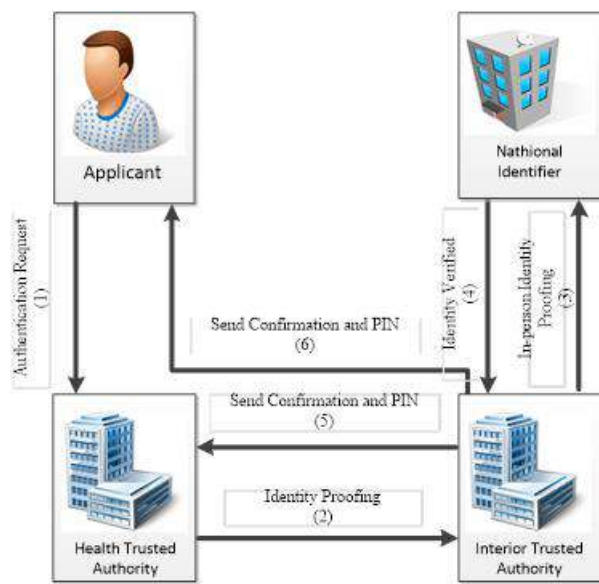 Applicant
Nathional
Identifier
Authentication Request
(1)
Identity Verified
(4)
In-person Identity
Proofing
(3)
Send Confirmation and PIN
(6)
Send Confirmation and PIN
(5)
Identity Proofing
(2)
Health Trusted
Authority
Interior Trusted
Authority